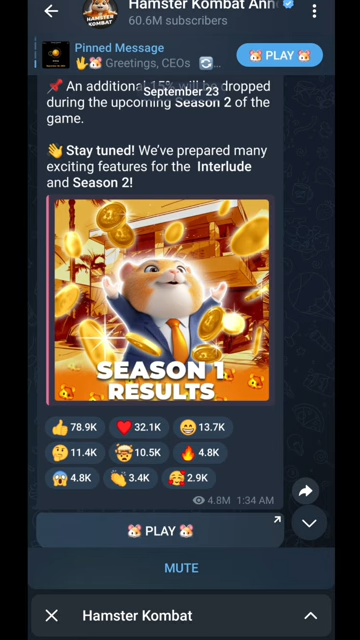 Hamster Kombat Ann
60.6M subscribers
HAMSTER
KOMBAT
Pinned Message
🖖🐹 Greetings, CEOs 🔄...
🐹 PLAY 🐹
📌 An additional 15% will be dropped
September 23
during the upcoming Season 2 of the
game.
👋 Stay tuned! We've prepared many
exciting features for the Interlude
and Season 2!
SEASON 1
RESULTS
👍 78.9K ❤️ 32.1K 😁 13.7K
🤔 11.4K 🤯 10.5K 🔥 4.8K
😱 4.8K 👏 3.4K 🥰 2.9K
4.8M 1:34 AM
🐹 PLAY 🐹
MUTE
Hamster Kombat